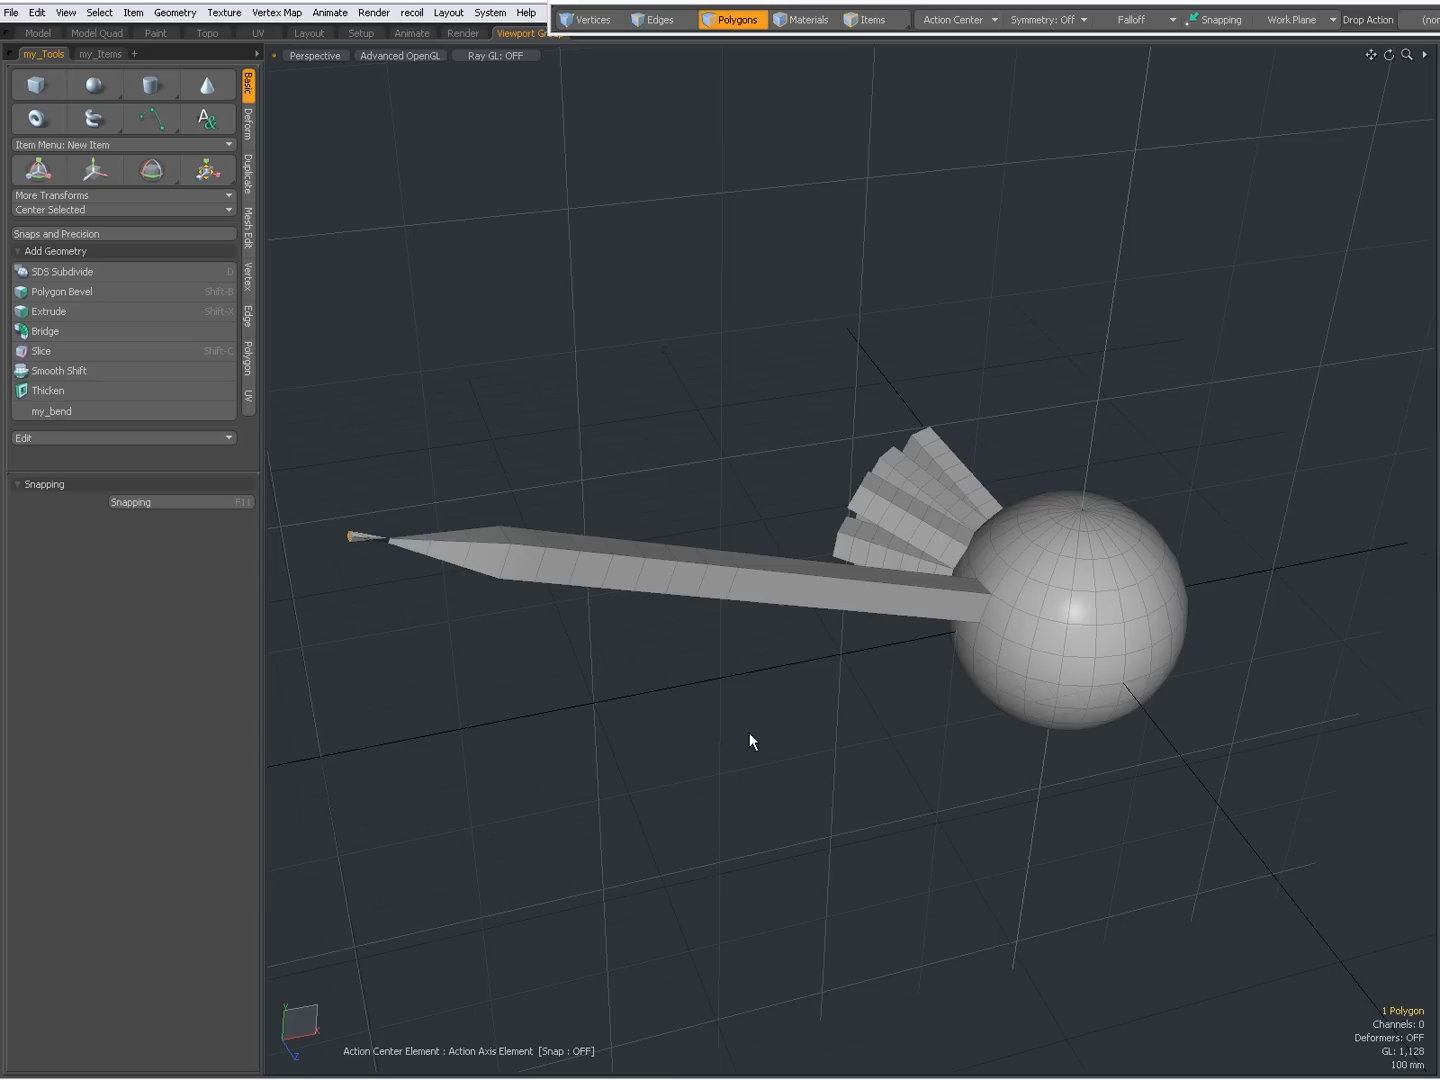 File Edit View Select Item Geometry Texture Vertex Map Animate Render recoil Layout System Help
Vertices Edges Polygons Materials Items Action Center Symmetry: Off Falloff Snapping Work Plane Drop Action (non
Model Model Quad Paint Topo UV Layout Setup Animate Render Viewport G
my_Tools my_Items +
Perspective Advanced OpenGL Ray GL: OFF
Basic
Deform
Duplicate
Mesh Edit
Vertex
Edge
Polygon
UV
Item Menu: New Item
More Transforms
Center Selected
Snaps and Precision
Add Geometry
SDS Subdivide D
Polygon Bevel Shift-B
Extrude Shift-X
Bridge
Slice Shift-C
Smooth Shift
Thicken
my_bend
Edit
Snapping
Snapping F11
Y
X
Z
Action Center Element : Action Axis Element [Snap : OFF]
1 Polygon
Channels: 0
Deformers: OFF
GL: 1,128
100 mm